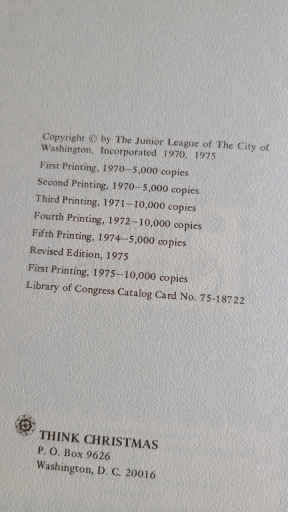 Copyright © by The Junior League of The City of
Washington, Incorporated 1970, 1975
First Printing, 1970—5,000 copies
Second Printing, 1970—5,000 copies
Third Printing, 1971—10,000 copies
Fourth Printing, 1972—10,000 copies
Fifth Printing, 1974—5,000 copies
Revised Edition, 1975
First Printing, 1975—10,000 copies
Library of Congress Catalog Card No. 75-18722
THINK CHRISTMAS
P. O. Box 9626
Washington, D. C. 20016